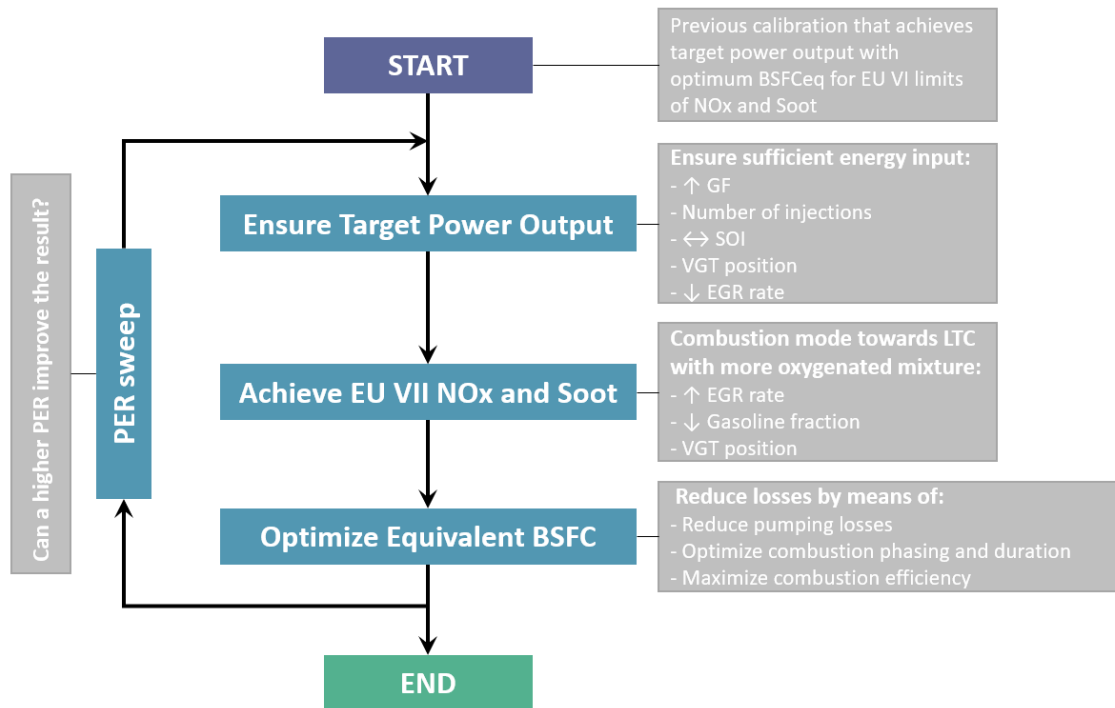 START
Previous calibration that achieves
target power output with
optimum BSFCeq for EU VI limits
of NOx and Soot
Ensure Target Power Output
Ensure sufficient energy input:
- ↑ GF
- Number of injections
- ↔ SOI
- VGT position
- ↓ EGR rate
Can a higher PER improve the result?
PER sweep
Achieve EU VII NOx and Soot
Combustion mode towards LTC
with more oxygenated mixture:
- ↑ EGR rate
- ↓ Gasoline fraction
- VGT position
Optimize Equivalent BSFC
Reduce losses by means of:
- Reduce pumping losses
- Optimize combustion phasing and duration
- Maximize combustion efficiency
END